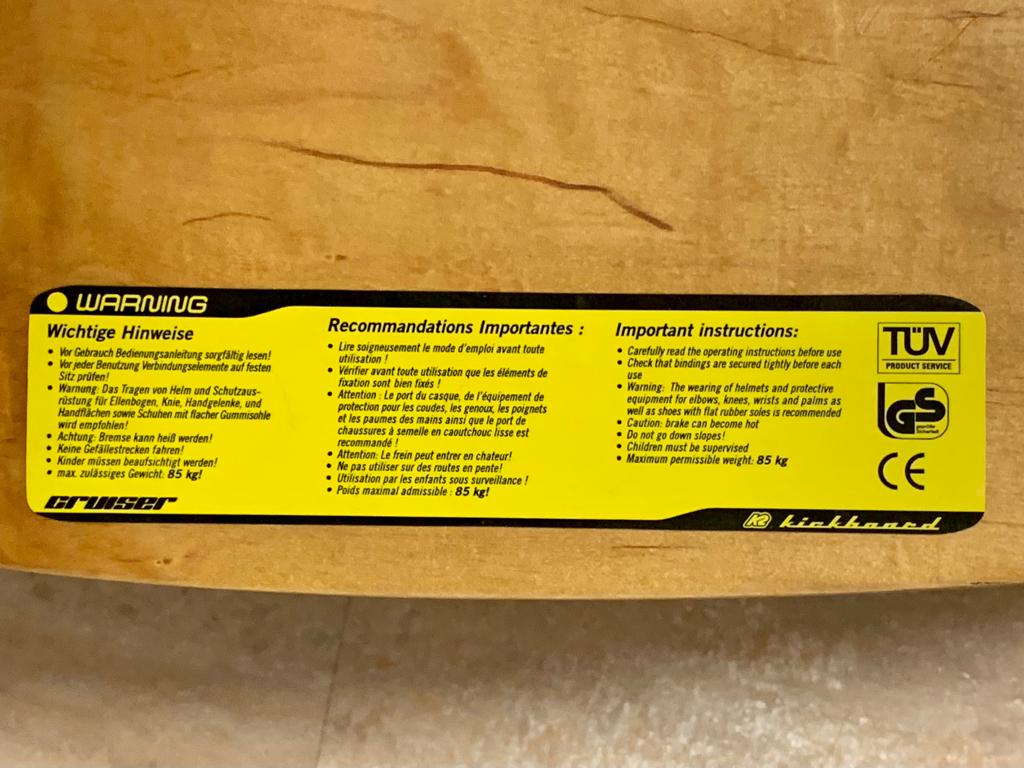 WARNING
Wichtige Hinweise
• Vor Gebrauch Bedienungsanleitung sorgfältig lesen!
• Vor jeder Benutzung Verbindungselemente auf festen
Sitz prüfen!
• Warnung: Das Tragen von Helm und Schutzaus-
rüstung für Ellenbogen, Knie, Handgelenke, und
Handflächen sowie Schuhen mit flacher Gummisohle
wird empfohlen!
• Achtung: Bremse kann heiß werden!
• Keine Gefällestrecken fahren!
• Kinder müssen beaufsichtigt werden!
• max. zulässiges Gewicht: 85 kg!
cruiser
Recommandations Importantes :
• Lire soigneusement le mode d'emploi avant toute
utilisation !
• Vérifier avant toute utilisation que les éléments de
fixation sont bien fixés !
• Attention : Le port du casque, de l'équipement de
protection pour les coudes, les genoux, les poignets
et les paumes des mains ainsi que le port de
chaussures à semelle en caoutchouc lisse est
recommandé !
• Attention: Le frein peut entrer en chateur!
• Ne pas utiliser sur des routes en pente!
• Utilisation par les enfants sous surveillance !
• Poids maximal admissible : 85 kg!
Important instructions:
• Carefully read the operating instructions before use
• Check that bindings are secured tightly before each
use
• Warning: The wearing of helmets and protective
equipment for elbows, knees, wrists and palms as
well as shoes with flat rubber soles is recommended
• Caution: brake can become hot
• Do not go down slopes!
• Children must be supervised
• Maximum permissible weight: 85 kg
TÜV
PRODUCT SERVICE
GS
geprüfte
Sicherheit
CE
K2 kickboard